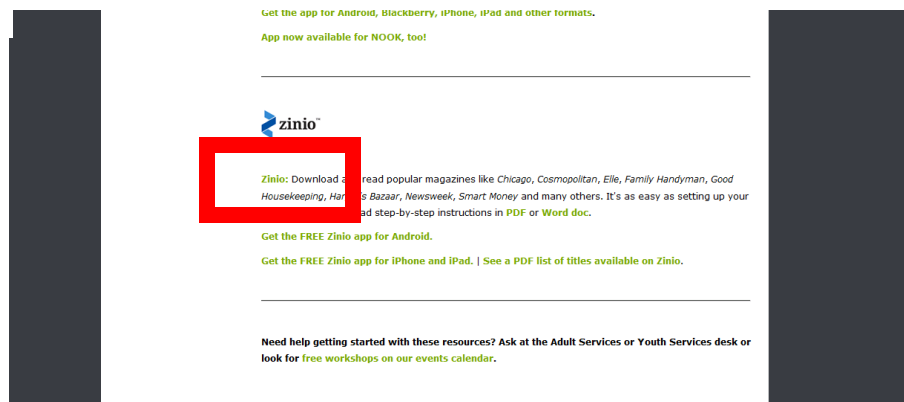 Get the app for Android, Blackberry, iPhone, iPad and other formats.
App now available for NOOK, too!
zinio™
Zinio: Download a read popular magazines like Chicago, Cosmopolitan, Elle, Family Handyman, Good
Housekeeping, Har s Bazaar, Newsweek, Smart Money and many others. It's as easy as setting up your
ad step-by-step instructions in PDF or Word doc.
Get the FREE Zinio app for Android.
Get the FREE Zinio app for iPhone and iPad. | See a PDF list of titles available on Zinio.
Need help getting started with these resources? Ask at the Adult Services or Youth Services desk or
look for free workshops on our events calendar.